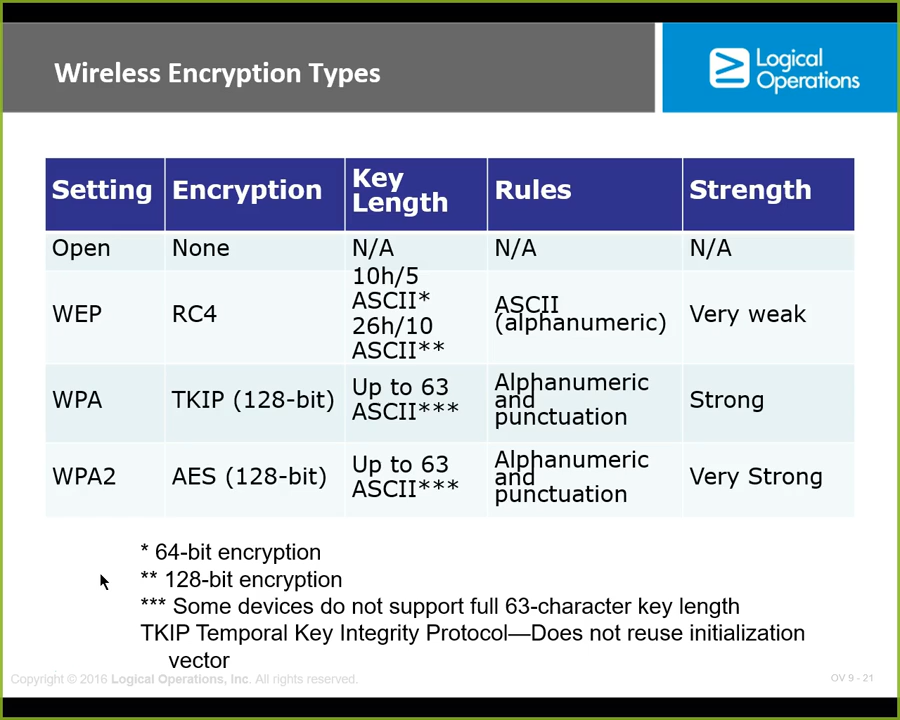 Wireless Encryption Types
Logical
Operations
Setting
Encryption
Key
Length
Rules
Strength
Open
None
N/A
N/A
N/A
WEP
RC4
10h/5
ASCII*
26h/10
ASCII**
ASCII
(alphanumeric)
Very weak
WPA
TKIP (128-bit)
Up to 63
ASCII***
Alphanumeric
and
punctuation
Strong
WPA2
AES (128-bit)
Up to 63
ASCII***
Alphanumeric
and
punctuation
Very Strong
* 64-bit encryption
** 128-bit encryption
*** Some devices do not support full 63-character key length
TKIP Temporal Key Integrity Protocol—Does not reuse initialization
vector
Copyright © 2016 Logical Operations, Inc. All rights reserved.
OV 9 - 21